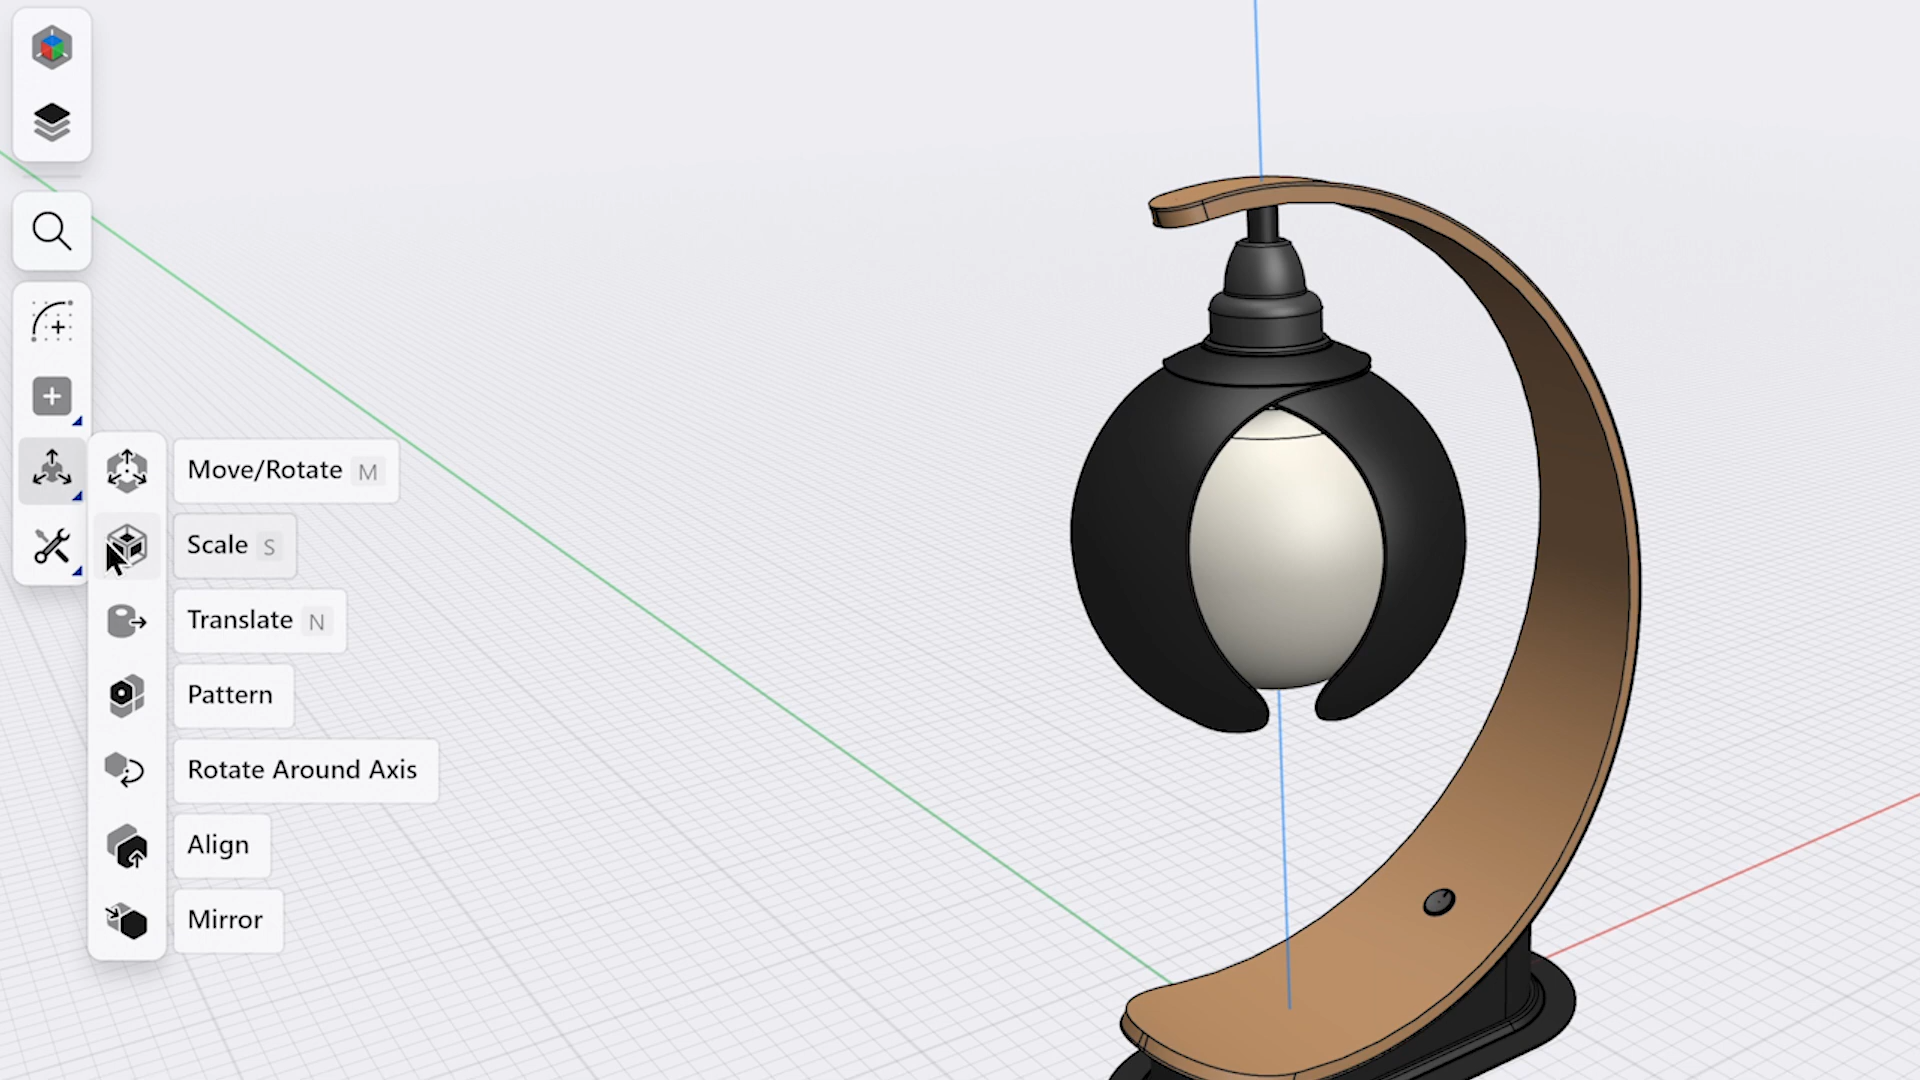 Move/Rotate M
Scale S
Translate N
Pattern
Rotate Around Axis
Align
Mirror